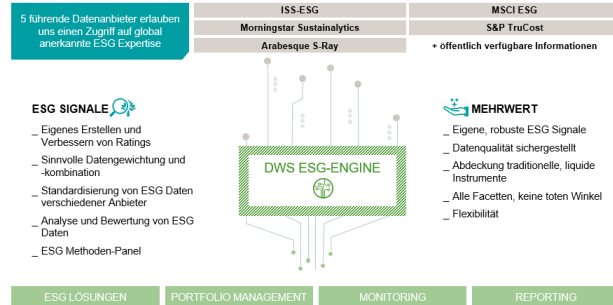 5 führende Datenanbieter erlauben
uns einen Zugriff auf global
anerkannte ESG Expertise
ISS-ESG
MSCI ESG
Morningstar Sustainalytics
S&P TruCost
Arabesque S-Ray
+ öffentlich verfügbare Informationen
ESG SIGNALE
_ Eigenes Erstellen und
Verbessern von Ratings
_ Sinnvolle Datengewichtung und
-kombination
_ Standardisierung von ESG Daten
verschiedener Anbieter
_ Analyse und Bewertung von ESG
Daten
_ ESG Methoden-Panel
DWS ESG-ENGINE
MEHRWERT
_ Eigene, robuste ESG Signale
_ Datenqualität sichergestellt
_ Abdeckung traditionelle, liquide
Instrumente
_ Alle Facetten, keine toten Winkel
_ Flexibilität
ESG LÖSUNGEN
PORTFOLIO MANAGEMENT
MONITORING
REPORTING